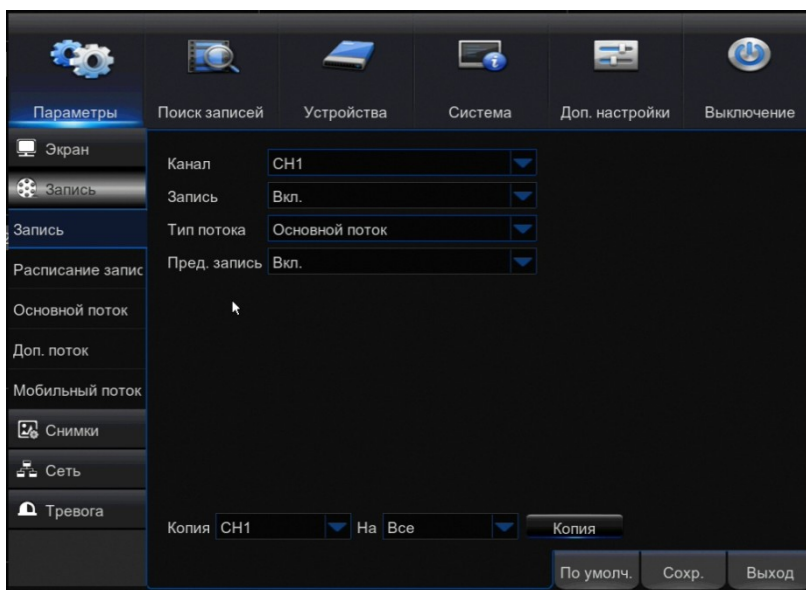 Параметры
Поиск записей
Устройства
Система
Доп. настройки
Выключение
Экран
Запись
Запись
Расписание запис
Основной поток
Доп. поток
Мобильный поток
Снимки
Сеть
Тревога
Канал CH1
Запись Вкл.
Тип потока Основной поток
Пред. запись Вкл.
Копия CH1 На Все Копия
По умолч. Сохр. Выход